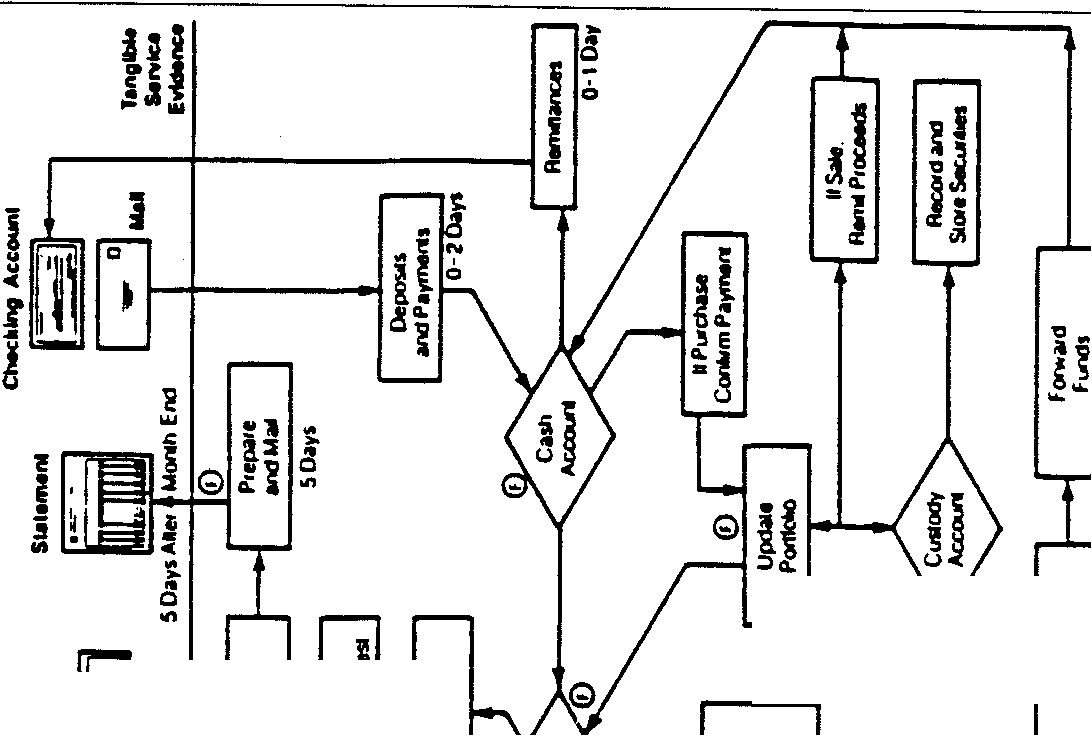 Tangible
Service
Evidence
Checking Account
Mail
Statement
5 Days After Month End
F
Prepare
and Mail
5 Days
Deposits
and Payments
0-2 Days
Remittances
0-1 Day
F
Cash
Account
If Purchase
Confirm Payment
F
Update
Portfolio
If Sale,
Remit Proceeds
Record and
Store Securities
Custody
Account
Forward
Funds
F